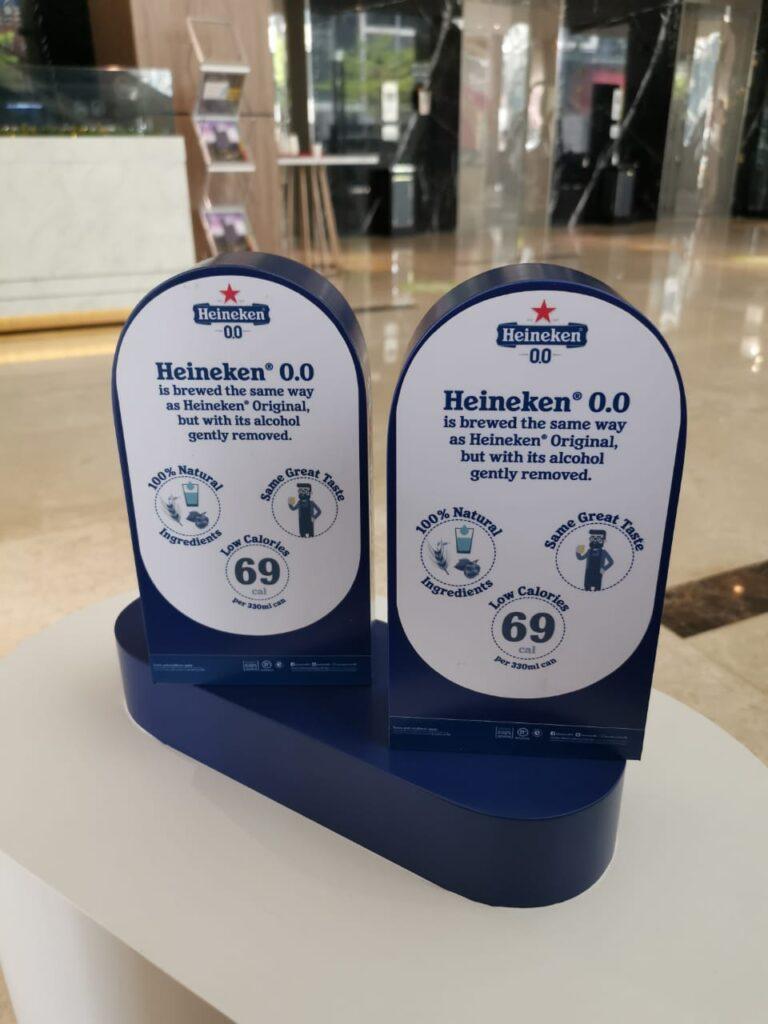 Heineken
0.0
Heineken® 0.0
is brewed the same way
as Heineken® Original,
but with its alcohol
gently removed.
100% Natural
Ingredients
Same Great Taste
Low Calories
69
cal
per 330ml can
Heineken
0.0
Heineken® 0.0
is brewed the same way
as Heineken® Original,
but with its alcohol
gently removed.
100% Natural
Ingredients
Same Great Taste
Low Calories
69
cal
per 330ml can